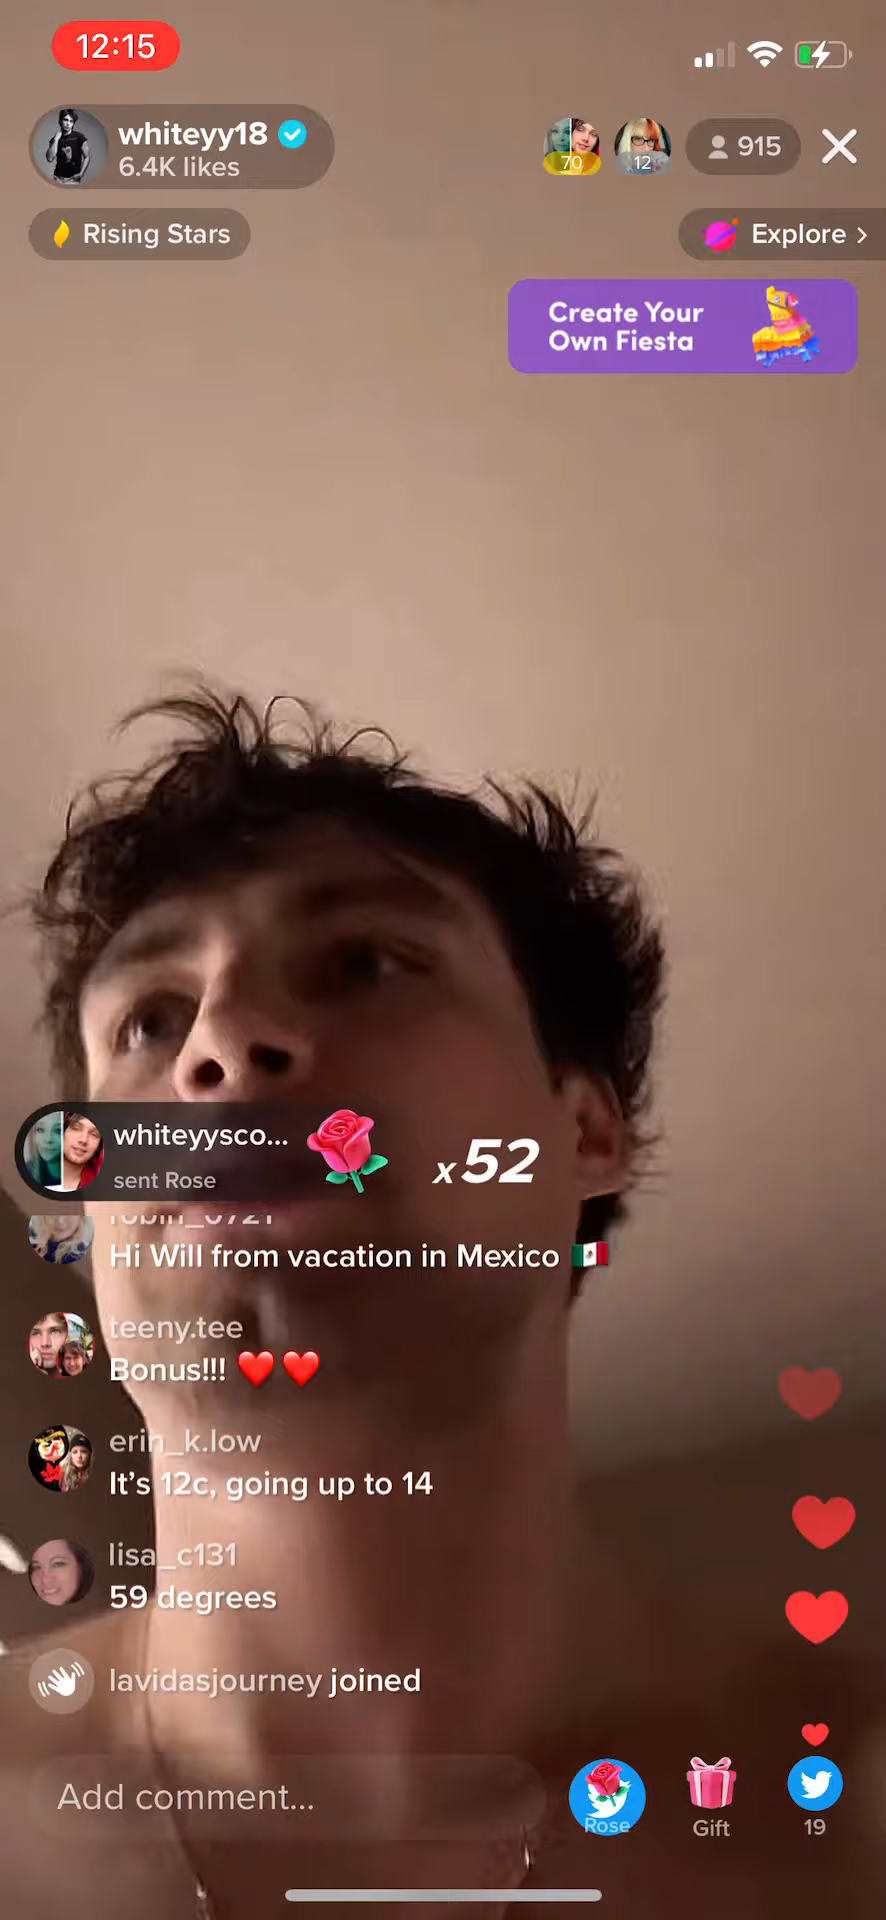 12:15
whiteyy18
6.4K likes
70
12
915
Rising Stars
Explore >
Create Your
Own Fiesta
whiteyysco...
sent Rose
x52
robin_0721
Hi Will from vacation in Mexico 🇲🇽
teeny.tee
Bonus!!! ❤️ ❤️
erin_k.low
It's 12c, going up to 14
lisa_c131
59 degrees
lavidasjourney joined
Add comment...
Rose
Gift
19